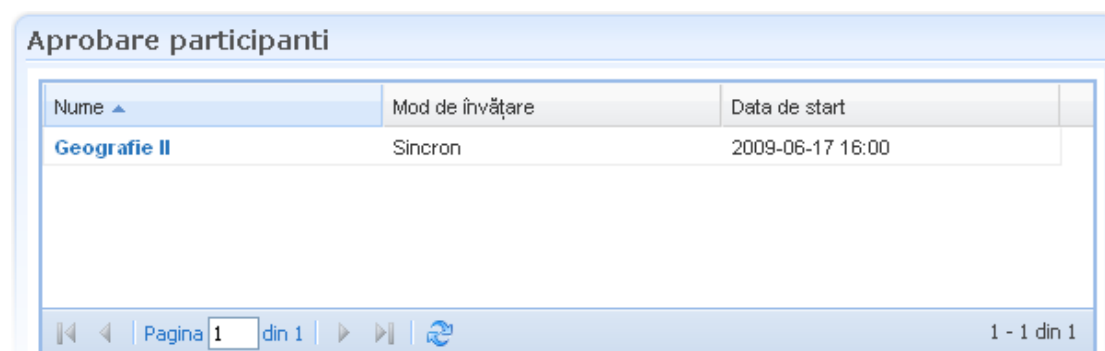 Aprobare participanti
Nume Mod de învățare Data de start
Geografie II Sincron 2009-06-17 16:00
Pagina 1 din 1 1 - 1 din 1